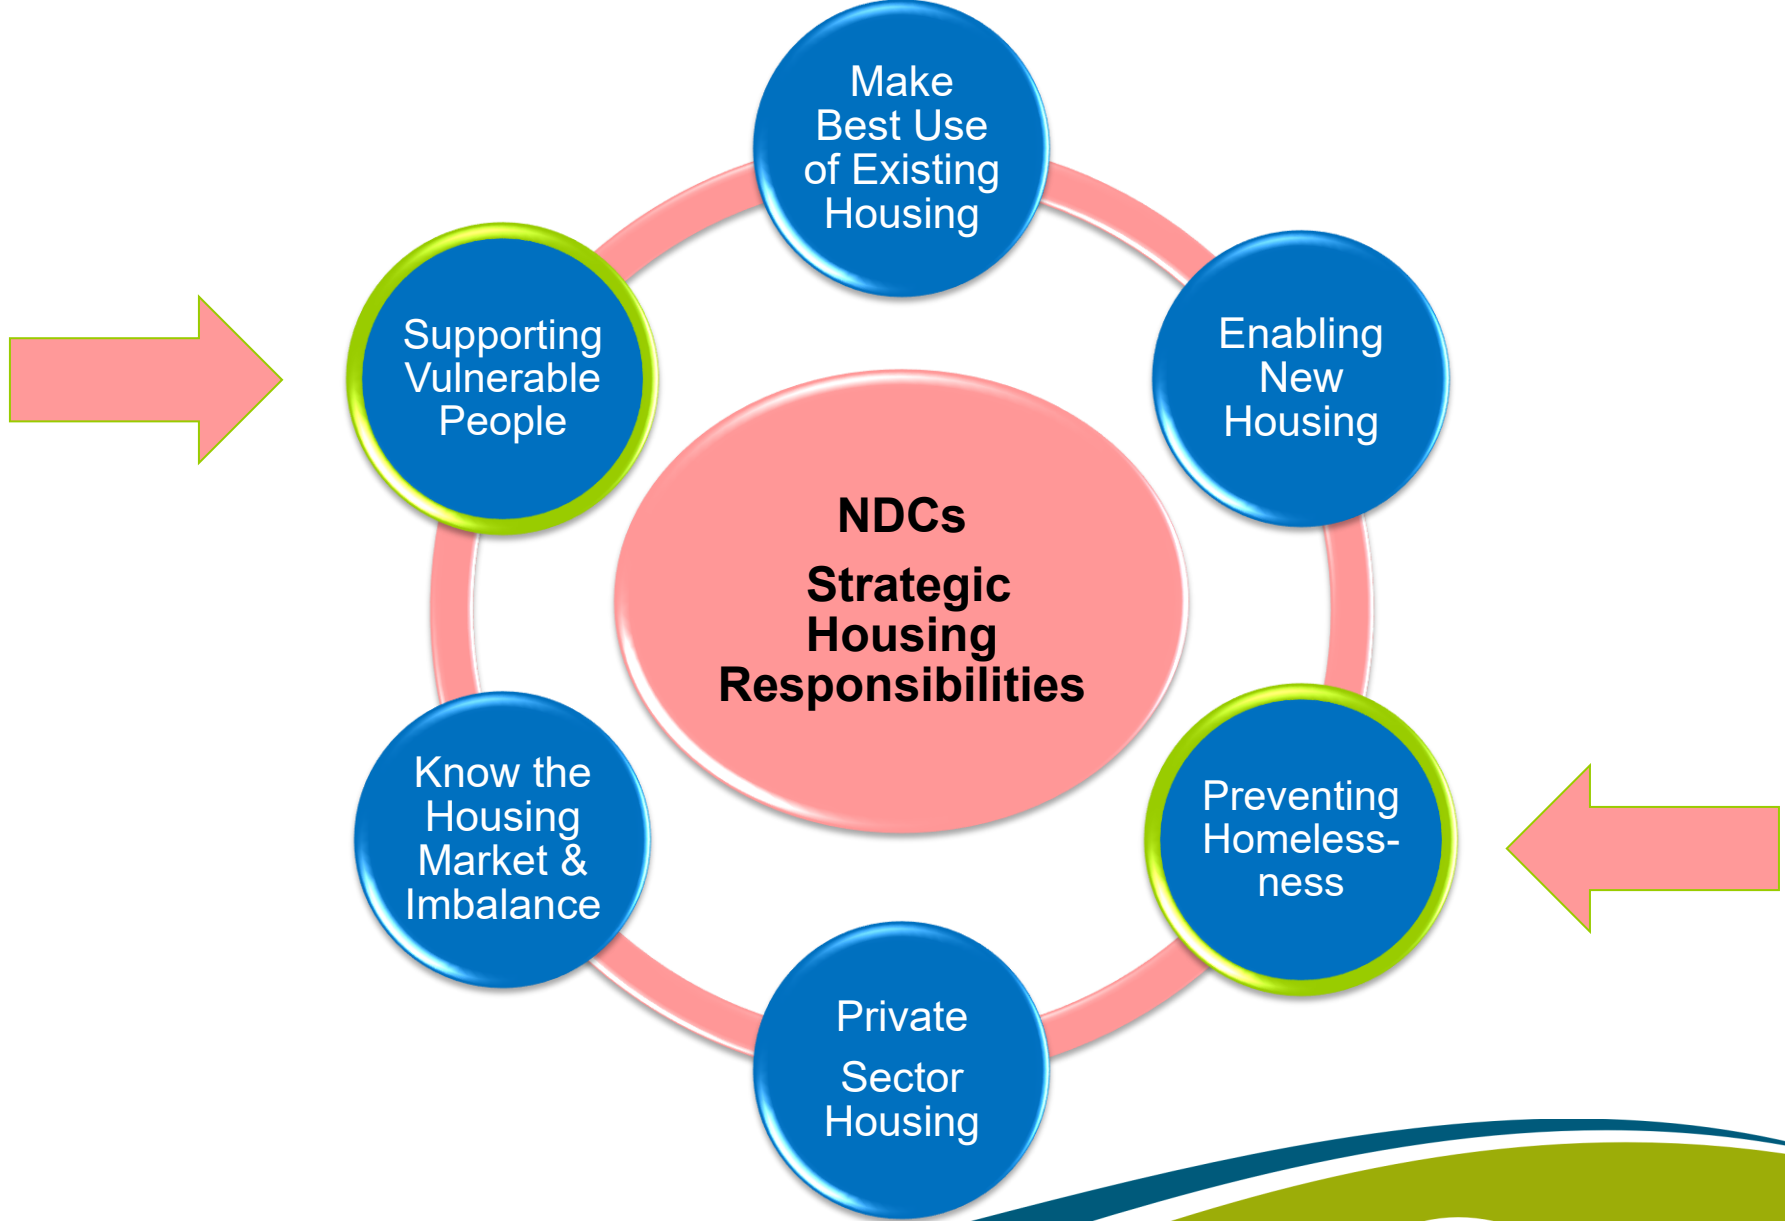 Make
Best Use
of Existing
Housing
Enabling
New
Housing
Preventing
Homeless-
ness
Private
Sector
Housing
Know the
Housing
Market &
Imbalance
Supporting
Vulnerable
People
NDCs
Strategic
Housing
Responsibilities